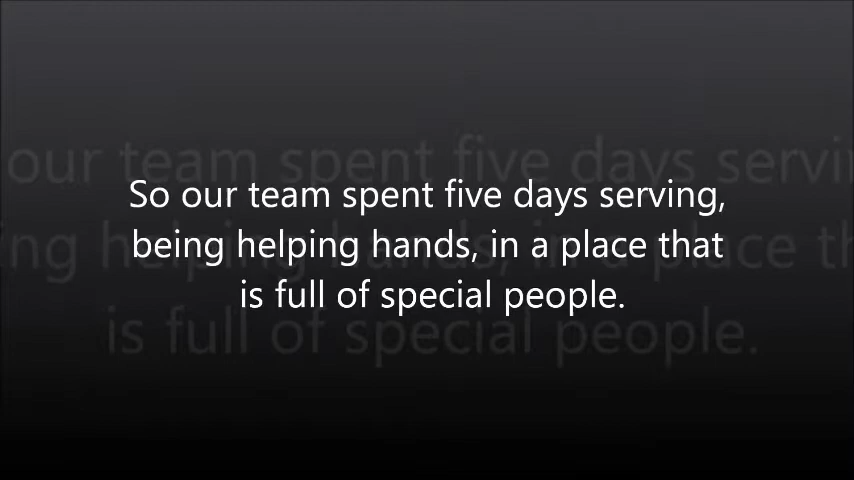 So our team spent five days serving,
being helping hands, in a place that
is full of special people.